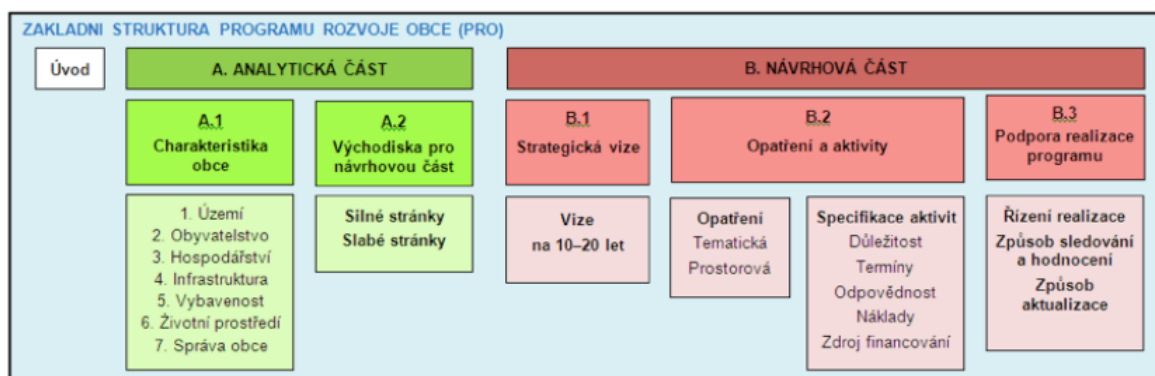 ZAKLADNI STRUKTURA PROGRAMU ROZVOJE OBCE (PRO)
Úvod
A. ANALYTICKÁ ČÁST
B. NÁVRHOVÁ ČÁST
A.1
Charakteristika
obce
A.2
Východiska pro
návrhovou část
B.1
Strategická vize
B.2
Opatření a aktivity
B.3
Podpora realizace
programu
1. Území
2. Obyvatelstvo
3. Hospodářství
4. Infrastruktura
5. Vybavenost
6. Životní prostředí
7. Správa obce
Silné stránky
Slabé stránky
Vize
na 10–20 let
Opatření
Tematická
Prostorová
Specifikace aktivit
Důležitost
Termíny
Odpovědnost
Náklady
Zdroj financování
Řízení realizace
Způsob sledování
a hodnocení
Způsob
aktualizace